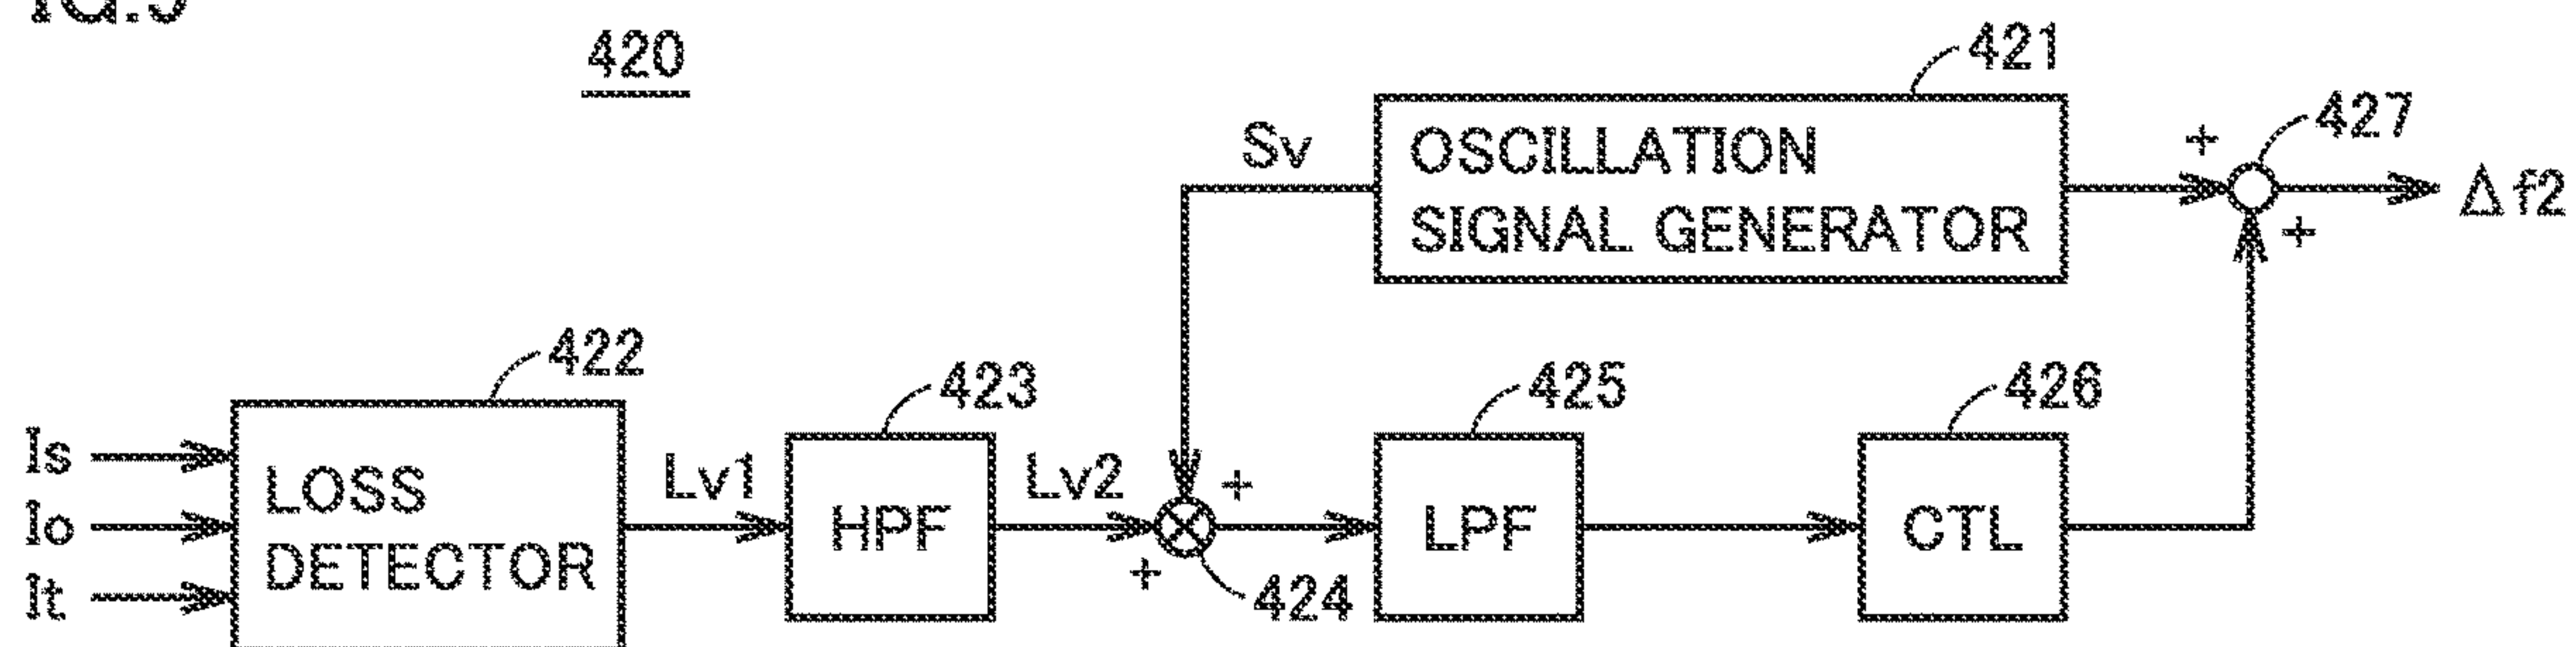 420
421
Sv
OSCILLATION
SIGNAL GENERATOR
+
427
Δf2
+
422
423
425
426
Is
Io
It
LOSS
DETECTOR
Lv1
HPF
Lv2
+
+
424
LPF
CTL